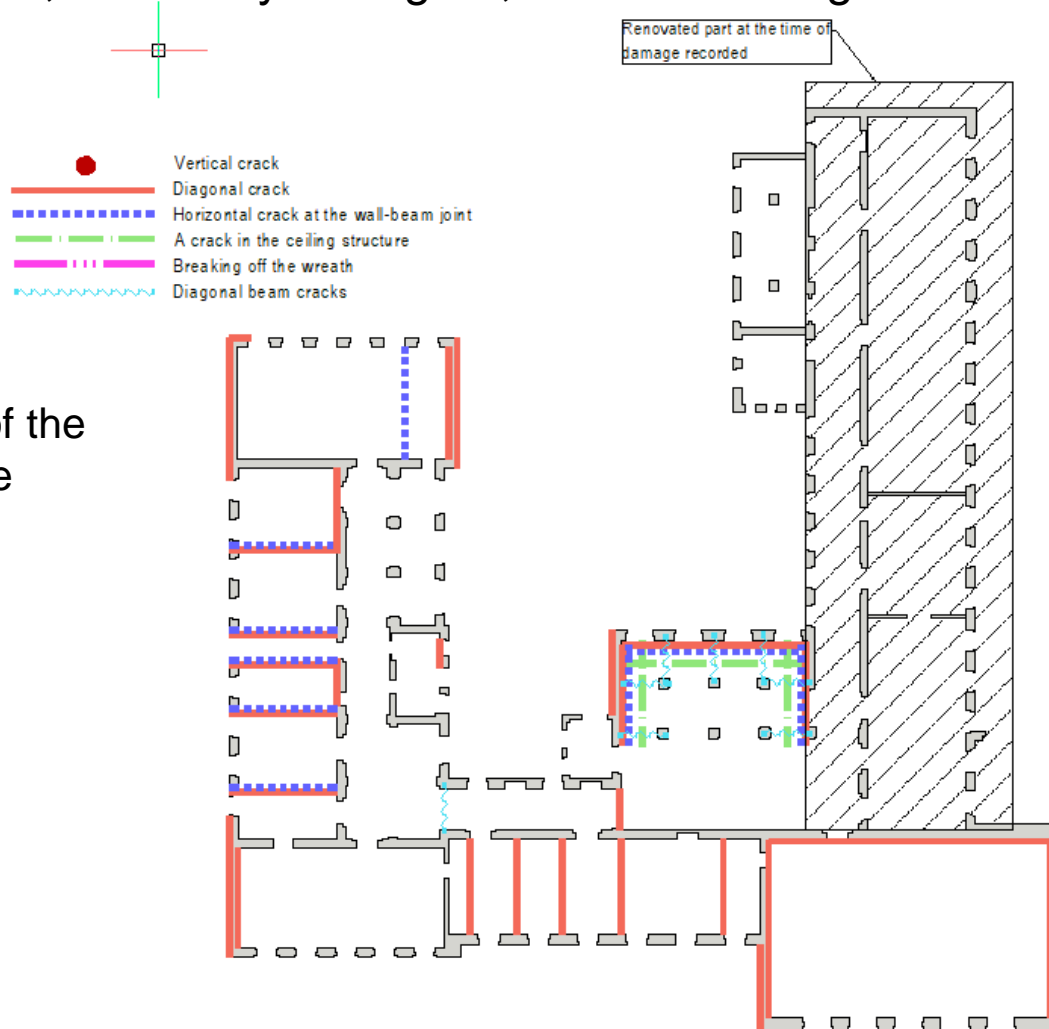 Renovated part at the time of
damage recorded
Vertical crack
Diagonal crack
Horizontal crack at the wall-beam joint
A crack in the ceiling structure
Breaking off the wreath
Diagonal beam cracks
of the